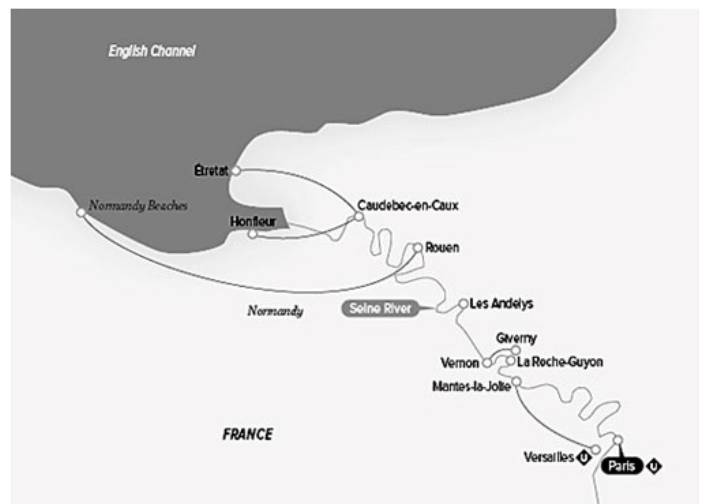 English Channel
Étretat
Normandy Beaches
Caudebec-en-Caux
Honfleur
Rouen
Les Andelys
Normandy
Seine River
Giverny
Vernon
La Roche-Guyon
Mantes-la-Jolie
FRANCE
Versailles U
Paris U